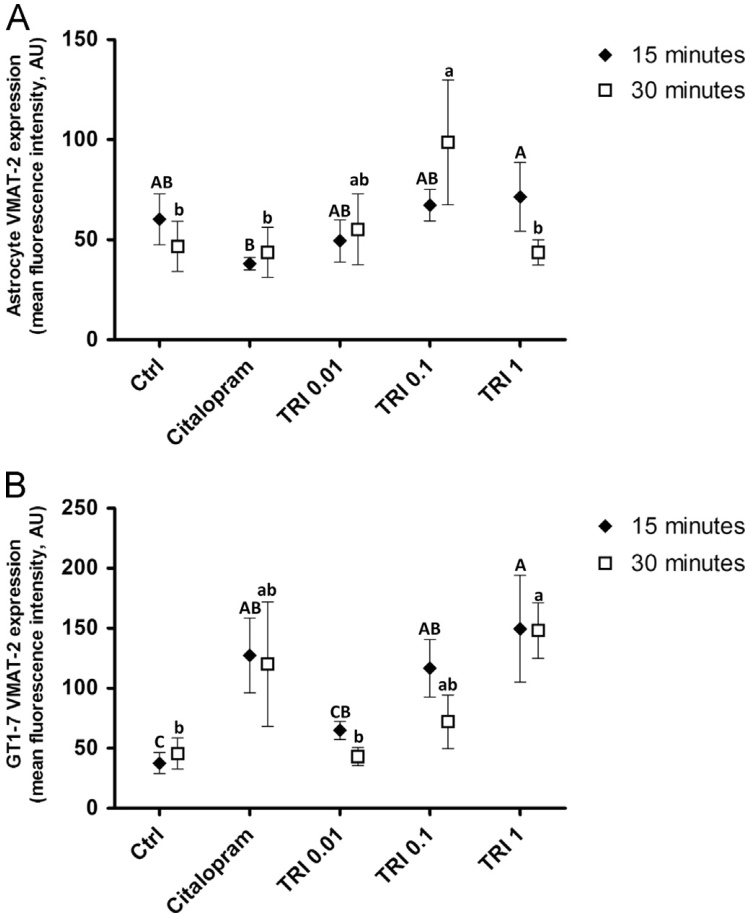 A
Astrocyte VMAT-2 expression
(mean fluorescence intensity, AU)
150
100
50
0
AB
b
B
b
AB
ab
AB
a
A
b
Ctrl
Citalopram
TRI 0.01
TRI 0.1
TRI 1
15 minutes
30 minutes
B
GT1-7 VMAT-2 expression
(mean fluorescence intensity, AU)
250
200
150
100
50
0
C
b
AB
ab
CB
b
AB
ab
A
a
Ctrl
Citalopram
TRI 0.01
TRI 0.1
TRI 1
15 minutes
30 minutes